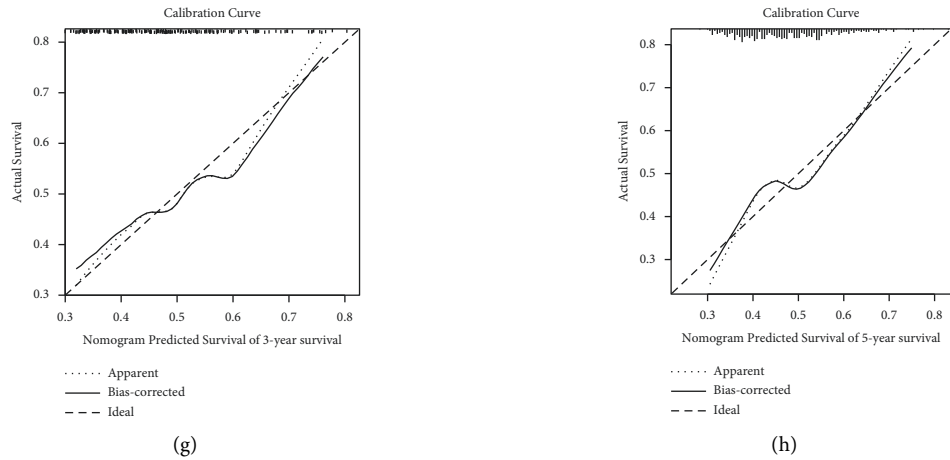 Calibration Curve
0.8
0.7
0.6
0.5
0.4
0.3
Actual Survival
0.3 0.4 0.5 0.6 0.7 0.8
Nomogram Predicted Survival of 3-year survival
Apparent
Bias-corrected
Ideal
(g)
Calibration Curve
0.8
0.7
0.6
0.5
0.4
0.3
Actual Survival
0.3 0.4 0.5 0.6 0.7 0.8
Nomogram Predicted Survival of 5-year survival
Apparent
Bias-corrected
Ideal
(h)